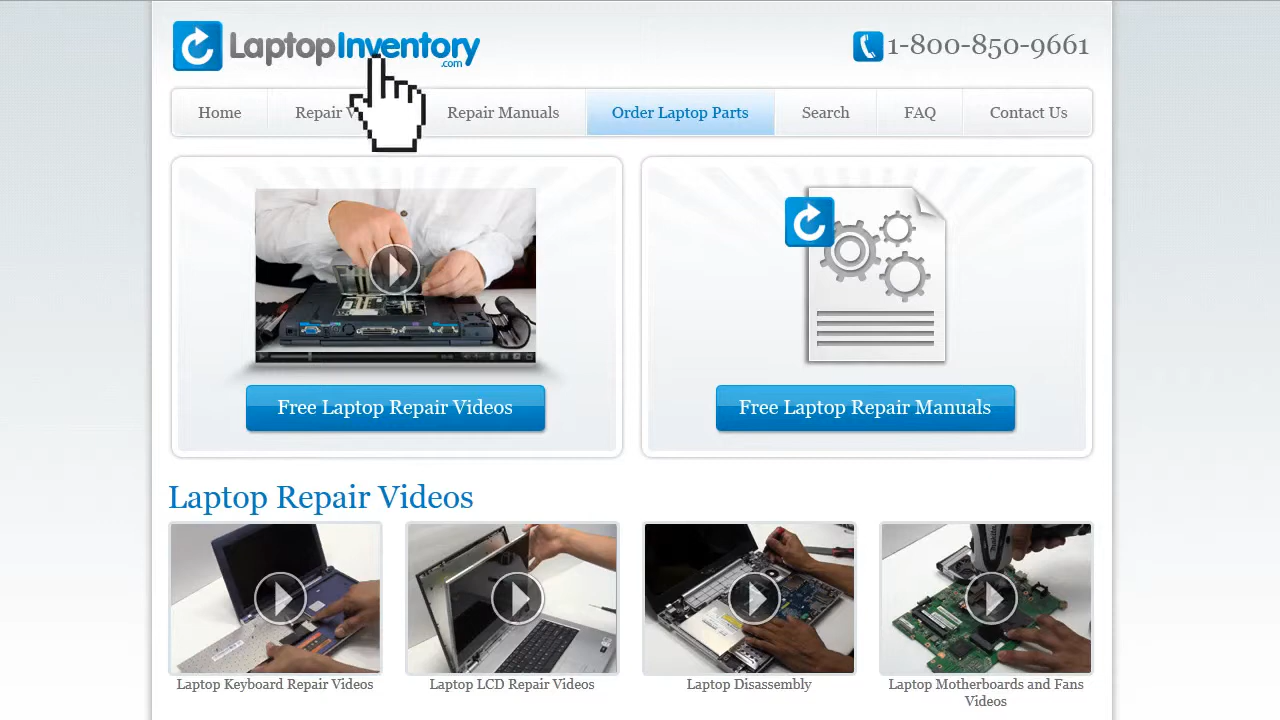 LaptopInventory
.com
1-800-850-9661
Home
Repair V
Repair Manuals
Order Laptop Parts
Search
FAQ
Contact Us
Free Laptop Repair Videos
Free Laptop Repair Manuals
Laptop Repair Videos
Laptop Keyboard Repair Videos
Laptop LCD Repair Videos
Laptop Disassembly
Laptop Motherboards and Fans
Videos